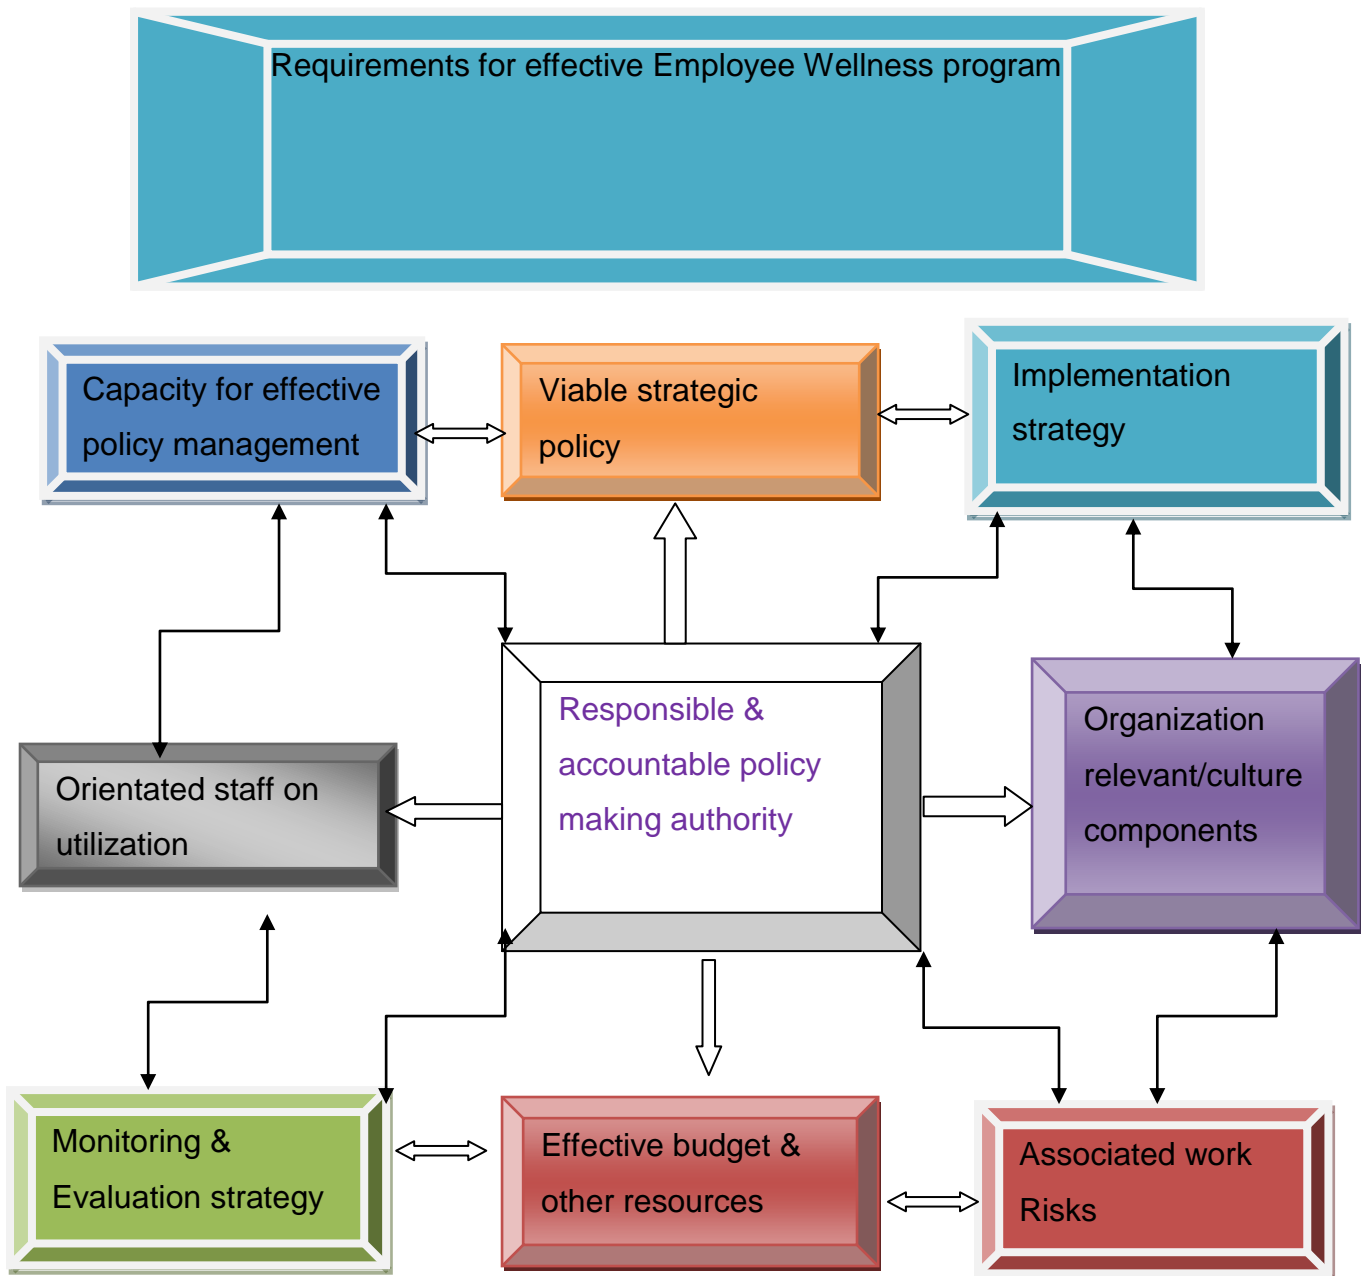 Requirements for effective Employee Wellness program
Capacity for effective
policy management
Viable strategic
policy
Implementation
strategy
Orientated staff on
utilization
Responsible &
accountable policy
making authority
Organization
relevant/culture
components
Monitoring &
Evaluation strategy
Effective budget &
other resources
Associated work
Risks